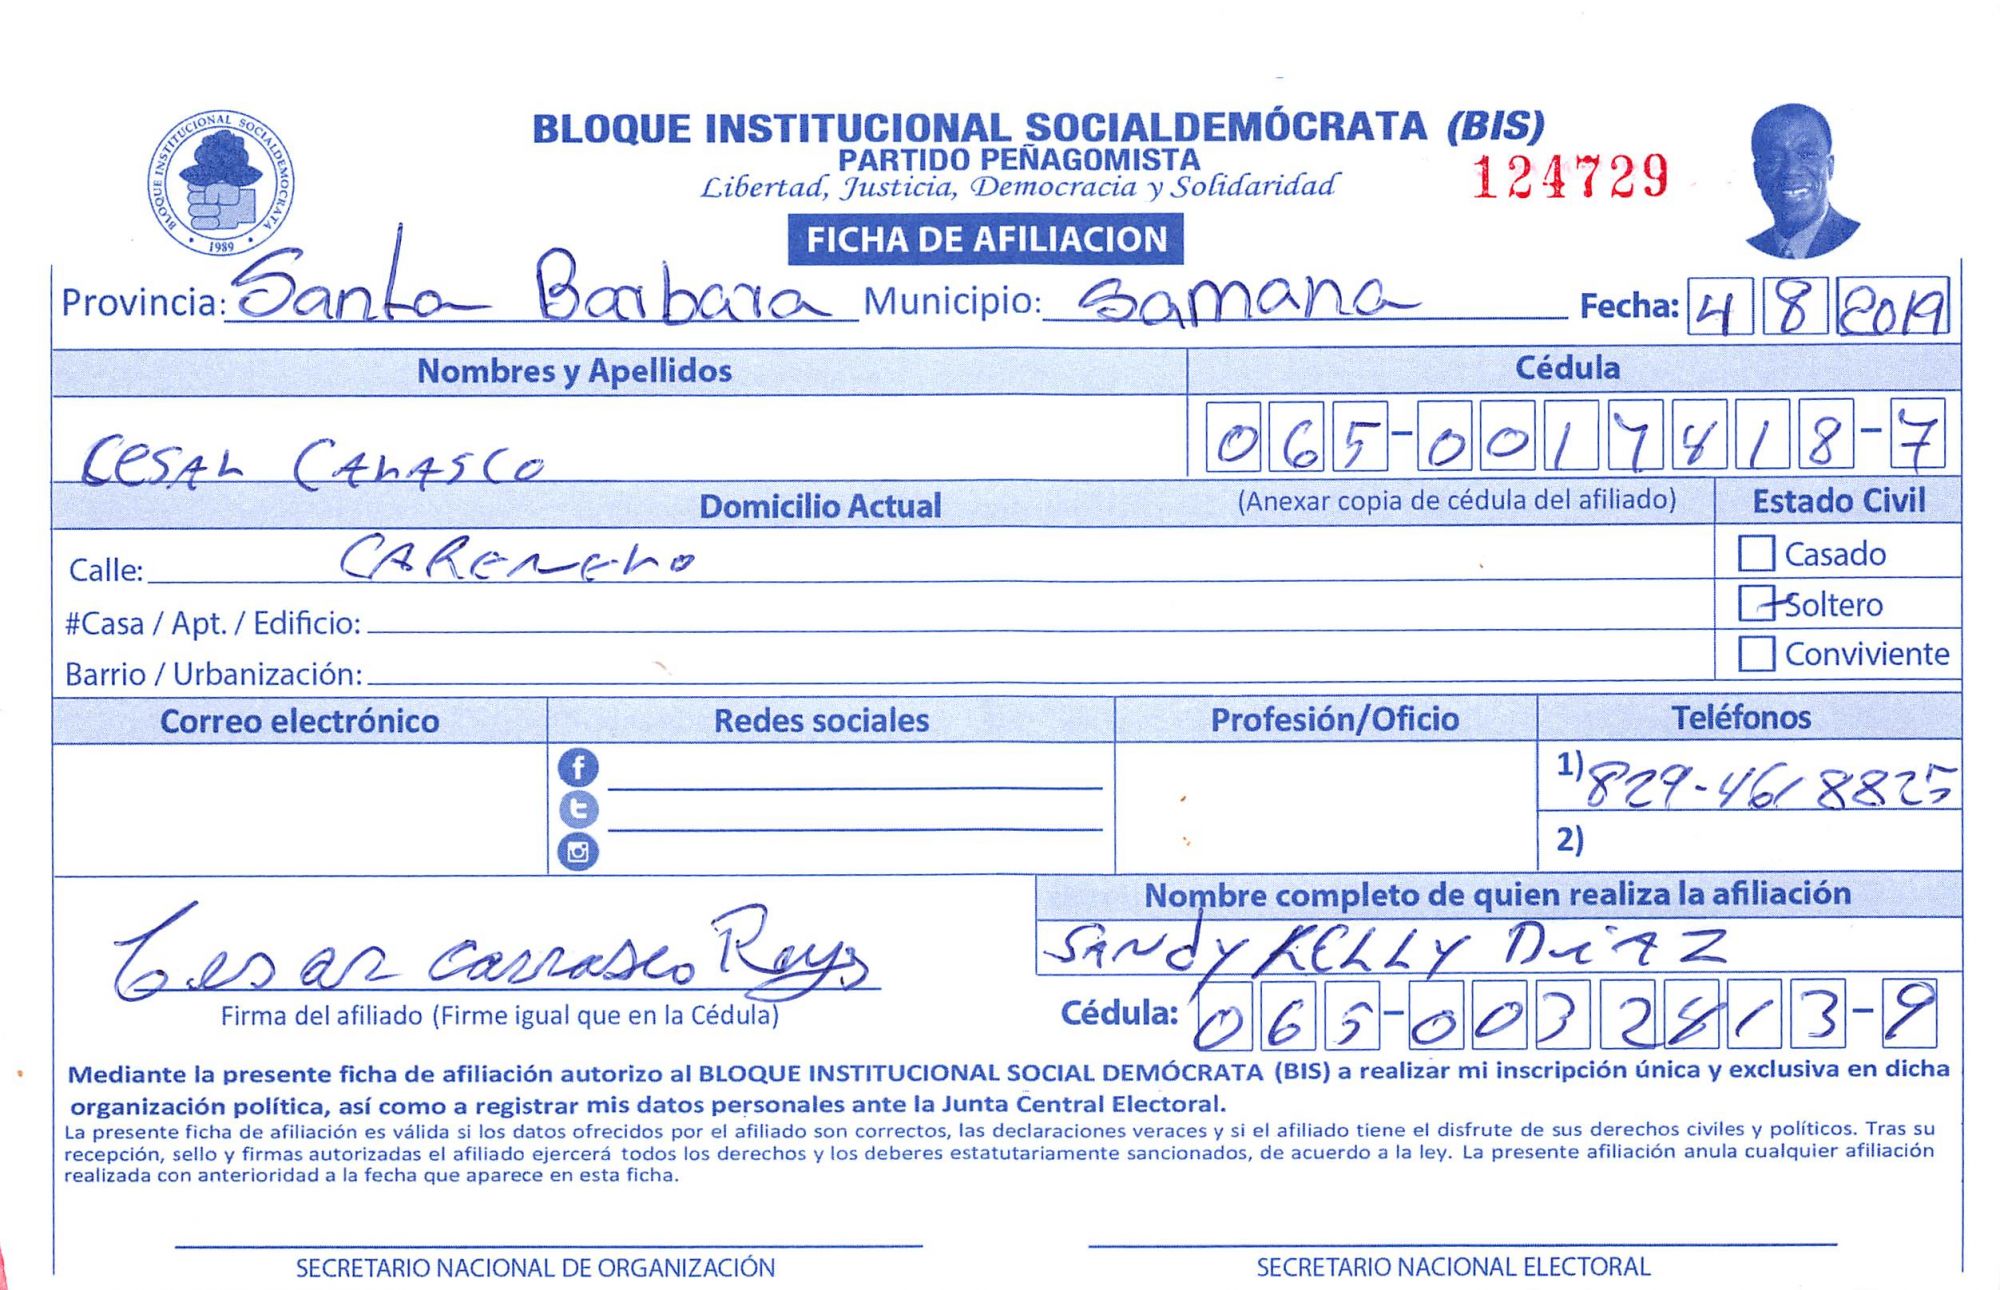 BLOQUE INSTITUCIONAL SOCIALDEMOCRATA
1989
BLOQUE INSTITUCIONAL SOCIALDEMÓCRATA (BIS)
PARTIDO PEÑAGOMISTA
Libertad, Justicia, Democracia y Solidaridad
124729
FICHA DE AFILIACION
Provincia: Santa Barbara Municipio: Samana Fecha: 4 8 2019
Nombres y Apellidos Cédula
CESAR CARASCO 065-0017818-7
Domicilio Actual (Anexar copia de cédula del afiliado) Estado Civil
Calle: CARENERO Casado
#Casa / Apt. / Edificio: Soltero
Barrio / Urbanización: Conviviente
Correo electrónico Redes sociales Profesión/Oficio Teléfonos
1) 829-461 8825
2)
Nombre completo de quien realiza la afiliación
SANDY KELLY DIAZ
Cesar Carrasco Reys
Firma del afiliado (Firme igual que en la Cédula) Cédula: 065-0032813-9
Mediante la presente ficha de afiliación autorizo al BLOQUE INSTITUCIONAL SOCIAL DEMÓCRATA (BIS) a realizar mi inscripción única y exclusiva en dicha
organización política, así como a registrar mis datos personales ante la Junta Central Electoral.
La presente ficha de afiliación es válida si los datos ofrecidos por el afiliado son correctos, las declaraciones veraces y si el afiliado tiene el disfrute de sus derechos civiles y políticos. Tras su
recepción, sello y firmas autorizadas el afiliado ejercerá todos los derechos y los deberes estatutariamente sancionados, de acuerdo a la ley. La presente afiliación anula cualquier afiliación
realizada con anterioridad a la fecha que aparece en esta ficha.
SECRETARIO NACIONAL DE ORGANIZACIÓN SECRETARIO NACIONAL ELECTORAL